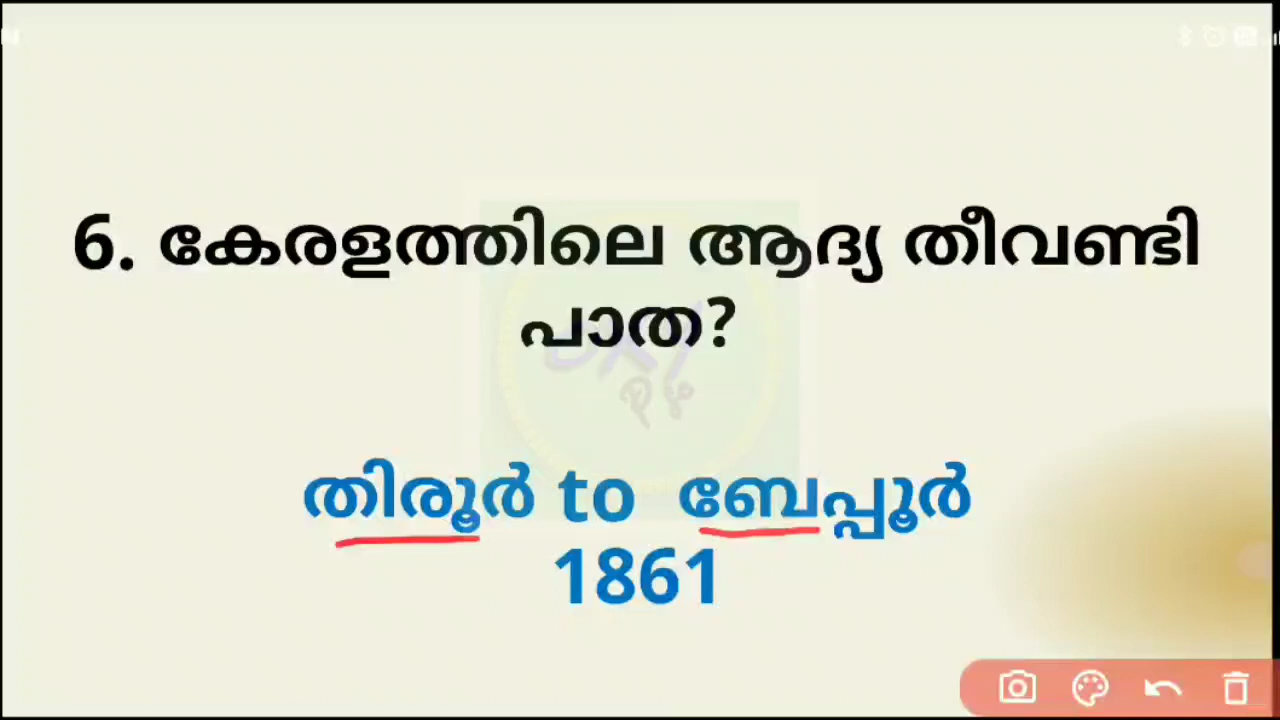 6. കേരളത്തിലെ ആദ്യ തീവണ്ടി
പാത?
തിരൂർ to ബേപ്പൂർ
1861